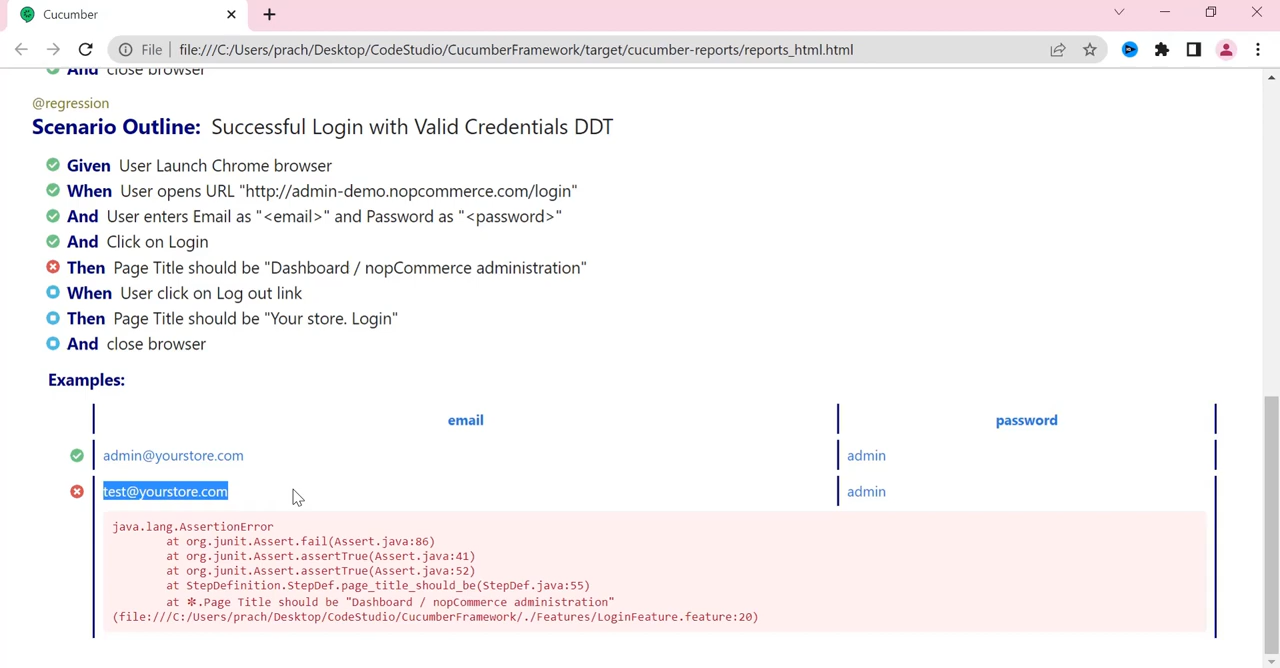 Cucumber
File | file:///C:/Users/prach/Desktop/CodeStudio/CucumberFramework/target/cucumber-reports/reports_html.html
And close browser
@regression
Scenario Outline: Successful Login with Valid Credentials DDT
Given User Launch Chrome browser
When User opens URL "http://admin-demo.nopcommerce.com/login"
And User enters Email as "<email>" and Password as "<password>"
And Click on Login
Then Page Title should be "Dashboard / nopCommerce administration"
When User click on Log out link
Then Page Title should be "Your store. Login"
And close browser
Examples:
email password
admin@yourstore.com admin
test@yourstore.com admin
java.lang.AssertionError
at org.junit.Assert.fail(Assert.java:86)
at org.junit.Assert.assertTrue(Assert.java:41)
at org.junit.Assert.assertTrue(Assert.java:52)
at StepDefinition.StepDef.page_title_should_be(StepDef.java:55)
at ✽.Page Title should be "Dashboard / nopCommerce administration"
(file:///C:/Users/prach/Desktop/CodeStudio/CucumberFramework/./Features/LoginFeature.feature:20)